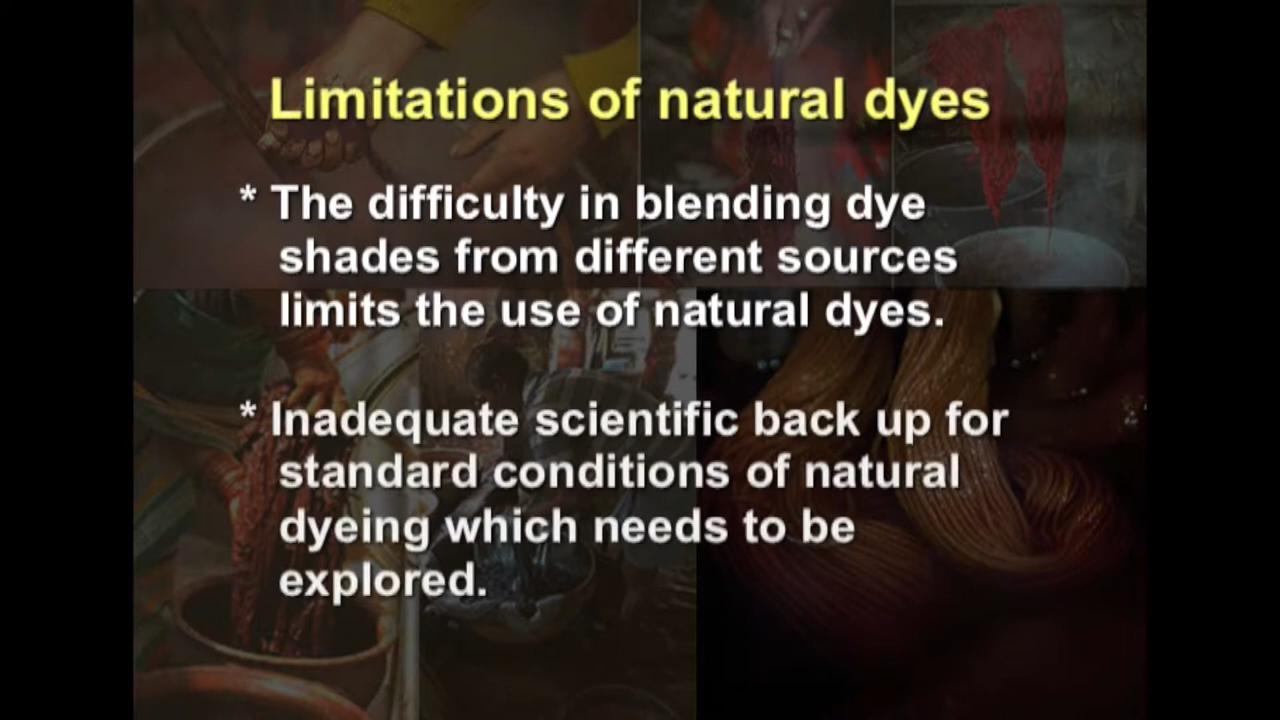 Limitations of natural dyes
* The difficulty in blending dye
shades from different sources
limits the use of natural dyes.
* Inadequate scientific back up for
standard conditions of natural
dyeing which needs to be
explored.